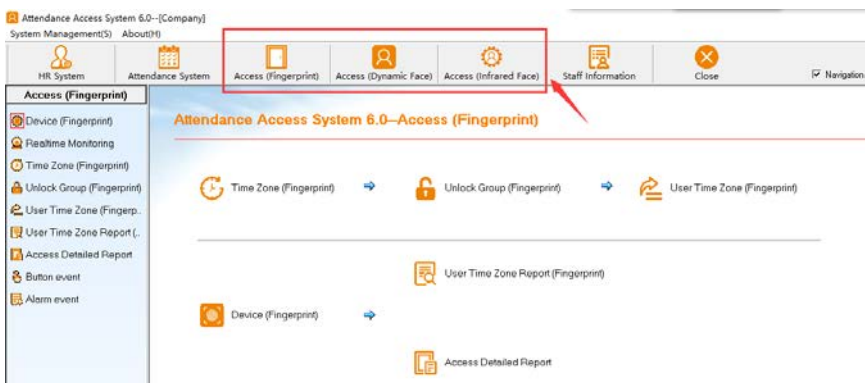 Attendance Access System 6.0--[Company]
System Management(S) About(H)
HR System Attendance System Access (Fingerprint) Access (Dynamic Face) Access (Infrared Face) Staff Information Close Navigation
Access (Fingerprint)
Device (Fingerprint)
Realtime Monitoring
Time Zone (Fingerprint)
Unlock Group (Fingerprint)
User Time Zone (Fingerp..
User Time Zone Report (..
Access Detailed Report
Button event
Alarm event
Attendance Access System 6.0--Access (Fingerprint)
Time Zone (Fingerprint) Unlock Group (Fingerprint) User Time Zone (Fingerprint)
User Time Zone Report (Fingerprint)
Device (Fingerprint)
Access Detailed Report